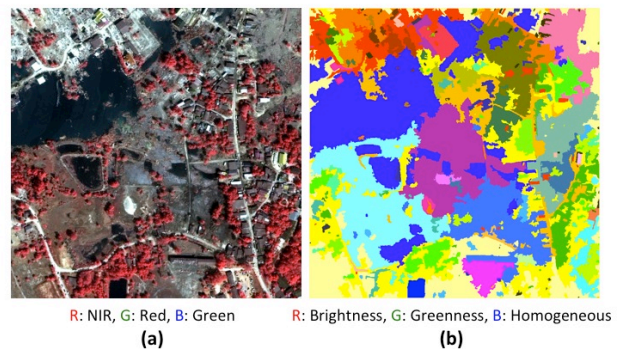 R: NIR, G: Red, B: Green
R: Brightness, G: Greenness, B: Homogeneous
(a)
(b)